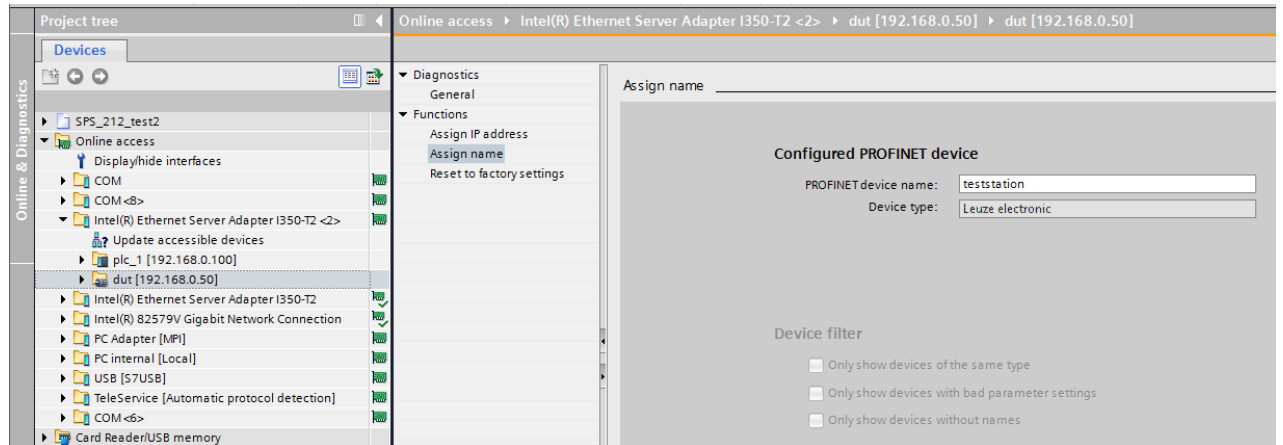 Online & Diagnostics
Project tree
Devices
SPS_212_test2
Online access
Display/hide interfaces
COM
COM <8>
Intel(R) Ethernet Server Adapter I350-T2 <2>
Update accessible devices
plc_1 [192.168.0.100]
dut [192.168.0.50]
Intel(R) Ethernet Server Adapter I350-T2
Intel(R) 82579V Gigabit Network Connection
PC Adapter [MPI]
PC internal [Local]
USB [S7USB]
TeleService [Automatic protocol detection]
COM <6>
Card Reader/USB memory
Online access Intel(R) Ethernet Server Adapter I350-T2 <2> dut [192.168.0.50] dut [192.168.0.50]
Diagnostics
General
Functions
Assign IP address
Assign name
Reset to factory settings
Assign name
Configured PROFINET device
PROFINET device name: teststation
Device type: Leuze electronic
Device filter
Only show devices of the same type
Only show devices with bad parameter settings
Only show devices without names